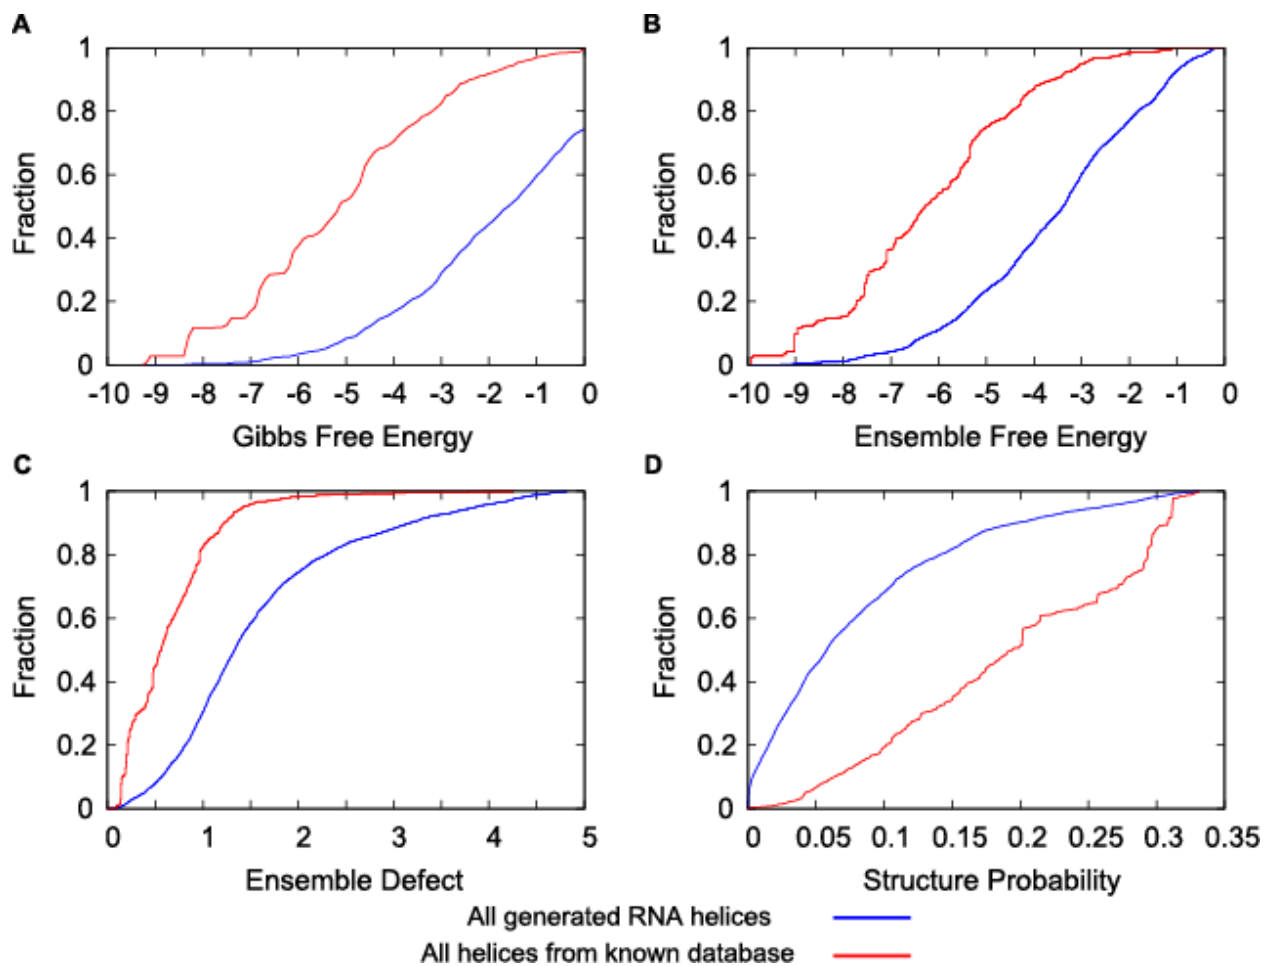 A
B
1
0.8
0.6
0.4
0.2
0
Fraction
-10 -9 -8 -7 -6 -5 -4 -3 -2 -1 0
Gibbs Free Energy
1
0.8
0.6
0.4
0.2
0
Fraction
-10 -9 -8 -7 -6 -5 -4 -3 -2 -1 0
Ensemble Free Energy
C
D
1
0.8
0.6
0.4
0.2
0
Fraction
0 1 2 3 4 5
Ensemble Defect
1
0.8
0.6
0.4
0.2
0
Fraction
0 0.05 0.1 0.15 0.2 0.25 0.3 0.35
Structure Probability
All generated RNA helices
All helices from known database